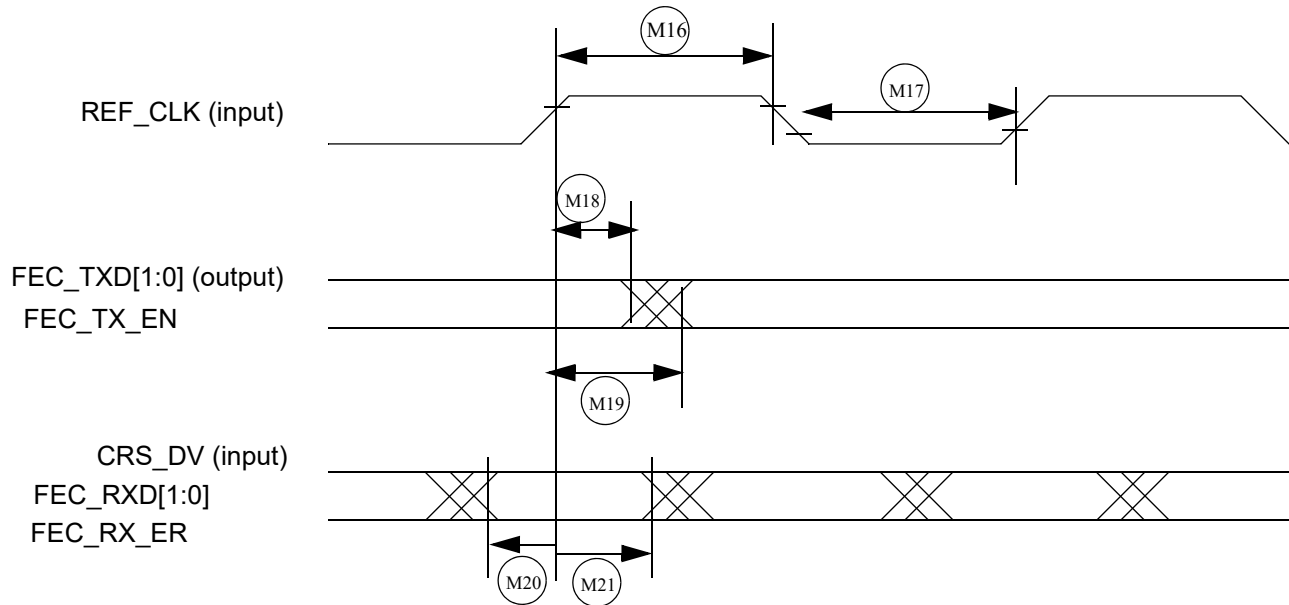 M16
REF_CLK (input)
M17
M18
FEC_TXD[1:0] (output)
FEC_TX_EN
M19
CRS_DV (input)
FEC_RXD[1:0]
FEC_RX_ER
M20
M21